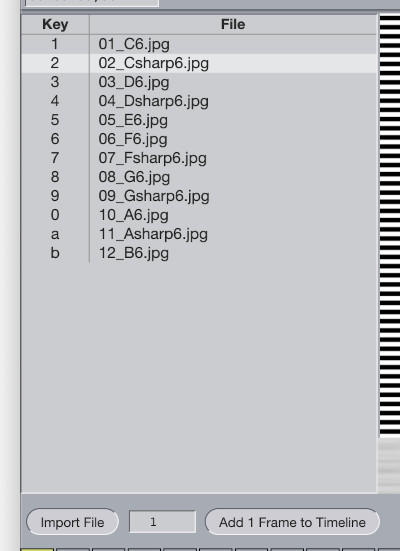 Key File
1 01_C6.jpg
2 02_Csharp6.jpg
3 03_D6.jpg
4 04_Dsharp6.jpg
5 05_E6.jpg
6 06_F6.jpg
7 07_Fsharp6.jpg
8 08_G6.jpg
9 09_Gsharp6.jpg
0 10_A6.jpg
a 11_Asharp6.jpg
b 12_B6.jpg
Import File 1 Add 1 Frame to Timeline